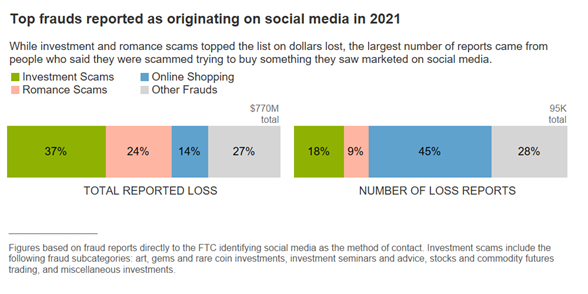 Top frauds reported as originating on social media in 2021
While investment and romance scams topped the list on dollars lost, the largest number of reports came from
people who said they were scammed trying to buy something they saw marketed on social media.
Investment Scams Online Shopping
Romance Scams Other Frauds
$770M
total
37% 24% 14% 27%
TOTAL REPORTED LOSS
95K
total
18% 9% 45% 28%
NUMBER OF LOSS REPORTS
Figures based on fraud reports directly to the FTC identifying social media as the method of contact. Investment scams include the
following fraud subcategories: art, gems and rare coin investments, investment seminars and advice, stocks and commodity futures
trading, and miscellaneous investments.